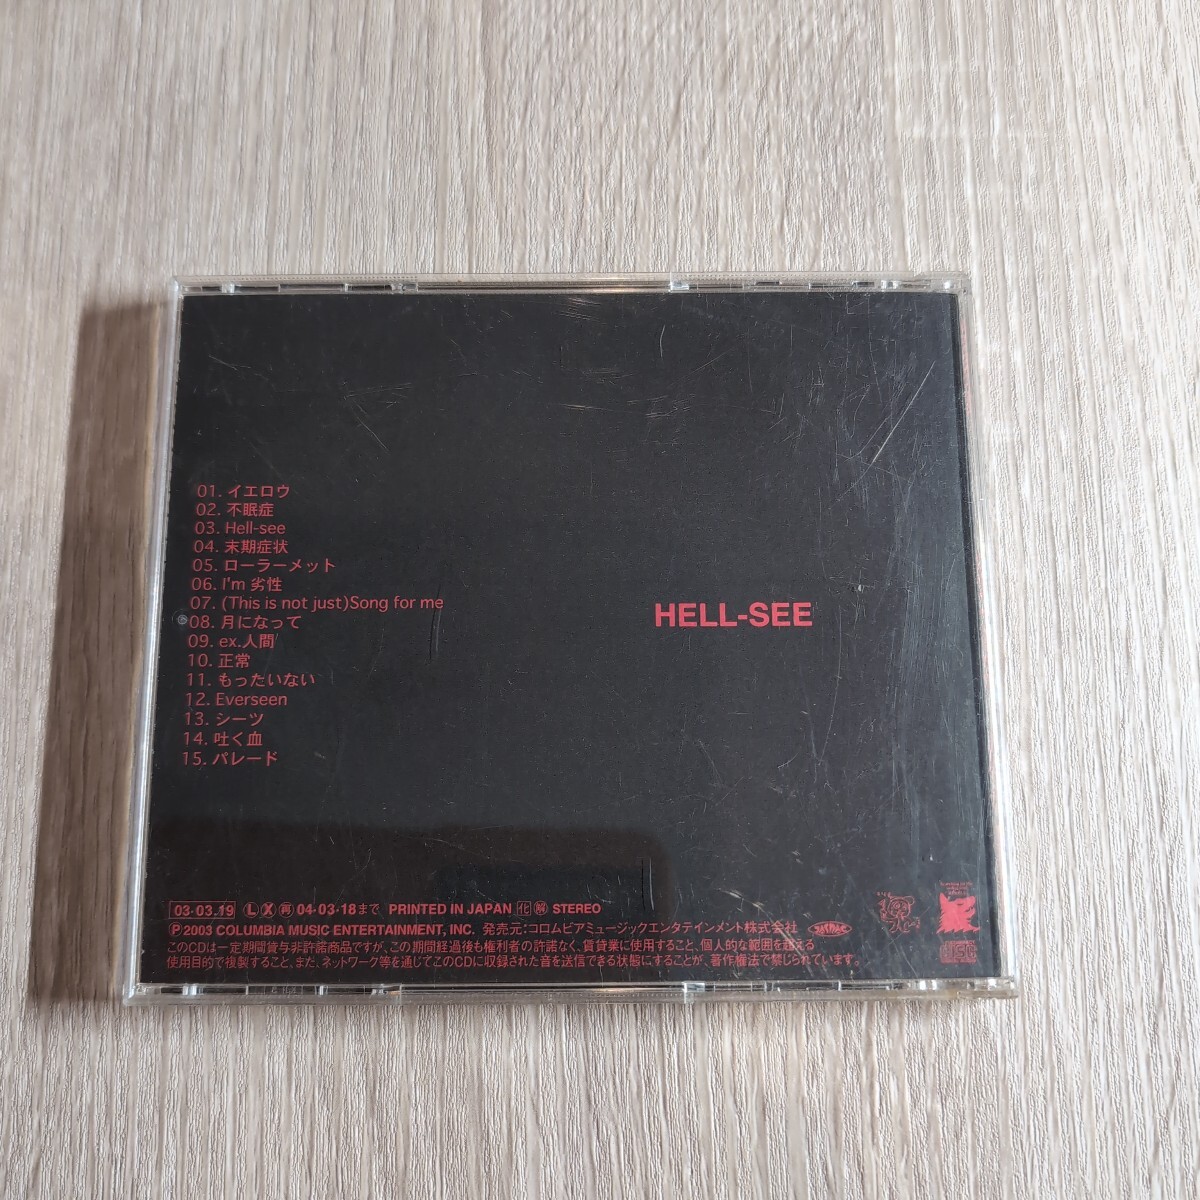 01. イエロウ
02. 不眠症
03. Hell-see
04. 末期症状
05. ローラーメット
06. I'm 劣性
07. (This is not just)Song for me
08. 月になって
09. ex.人間
10. 正常
11. もったいない
12. Everseen
13. シーツ
14. 吐く血
15. パレード
HELL-SEE
03・03.19 Ⓛ Ⓧ 再 04・03・18まで PRINTED IN JAPAN 化 解 STEREO
Ⓟ2003 COLUMBIA MUSIC ENTERTAINMENT, INC. 発売元:コロムビアミュージックエンタテインメント株式会社 JASRAC
このCDは一定期間貸与非許諾商品ですが、この期間経過後も権利者の許諾なく、賃貸業に使用すること、個人的な範囲を超える
使用目的で複製すること、また、ネットワーク等を通じてこのCDに収録された音を送信できる状態にすることが、著作権法で禁じられています。